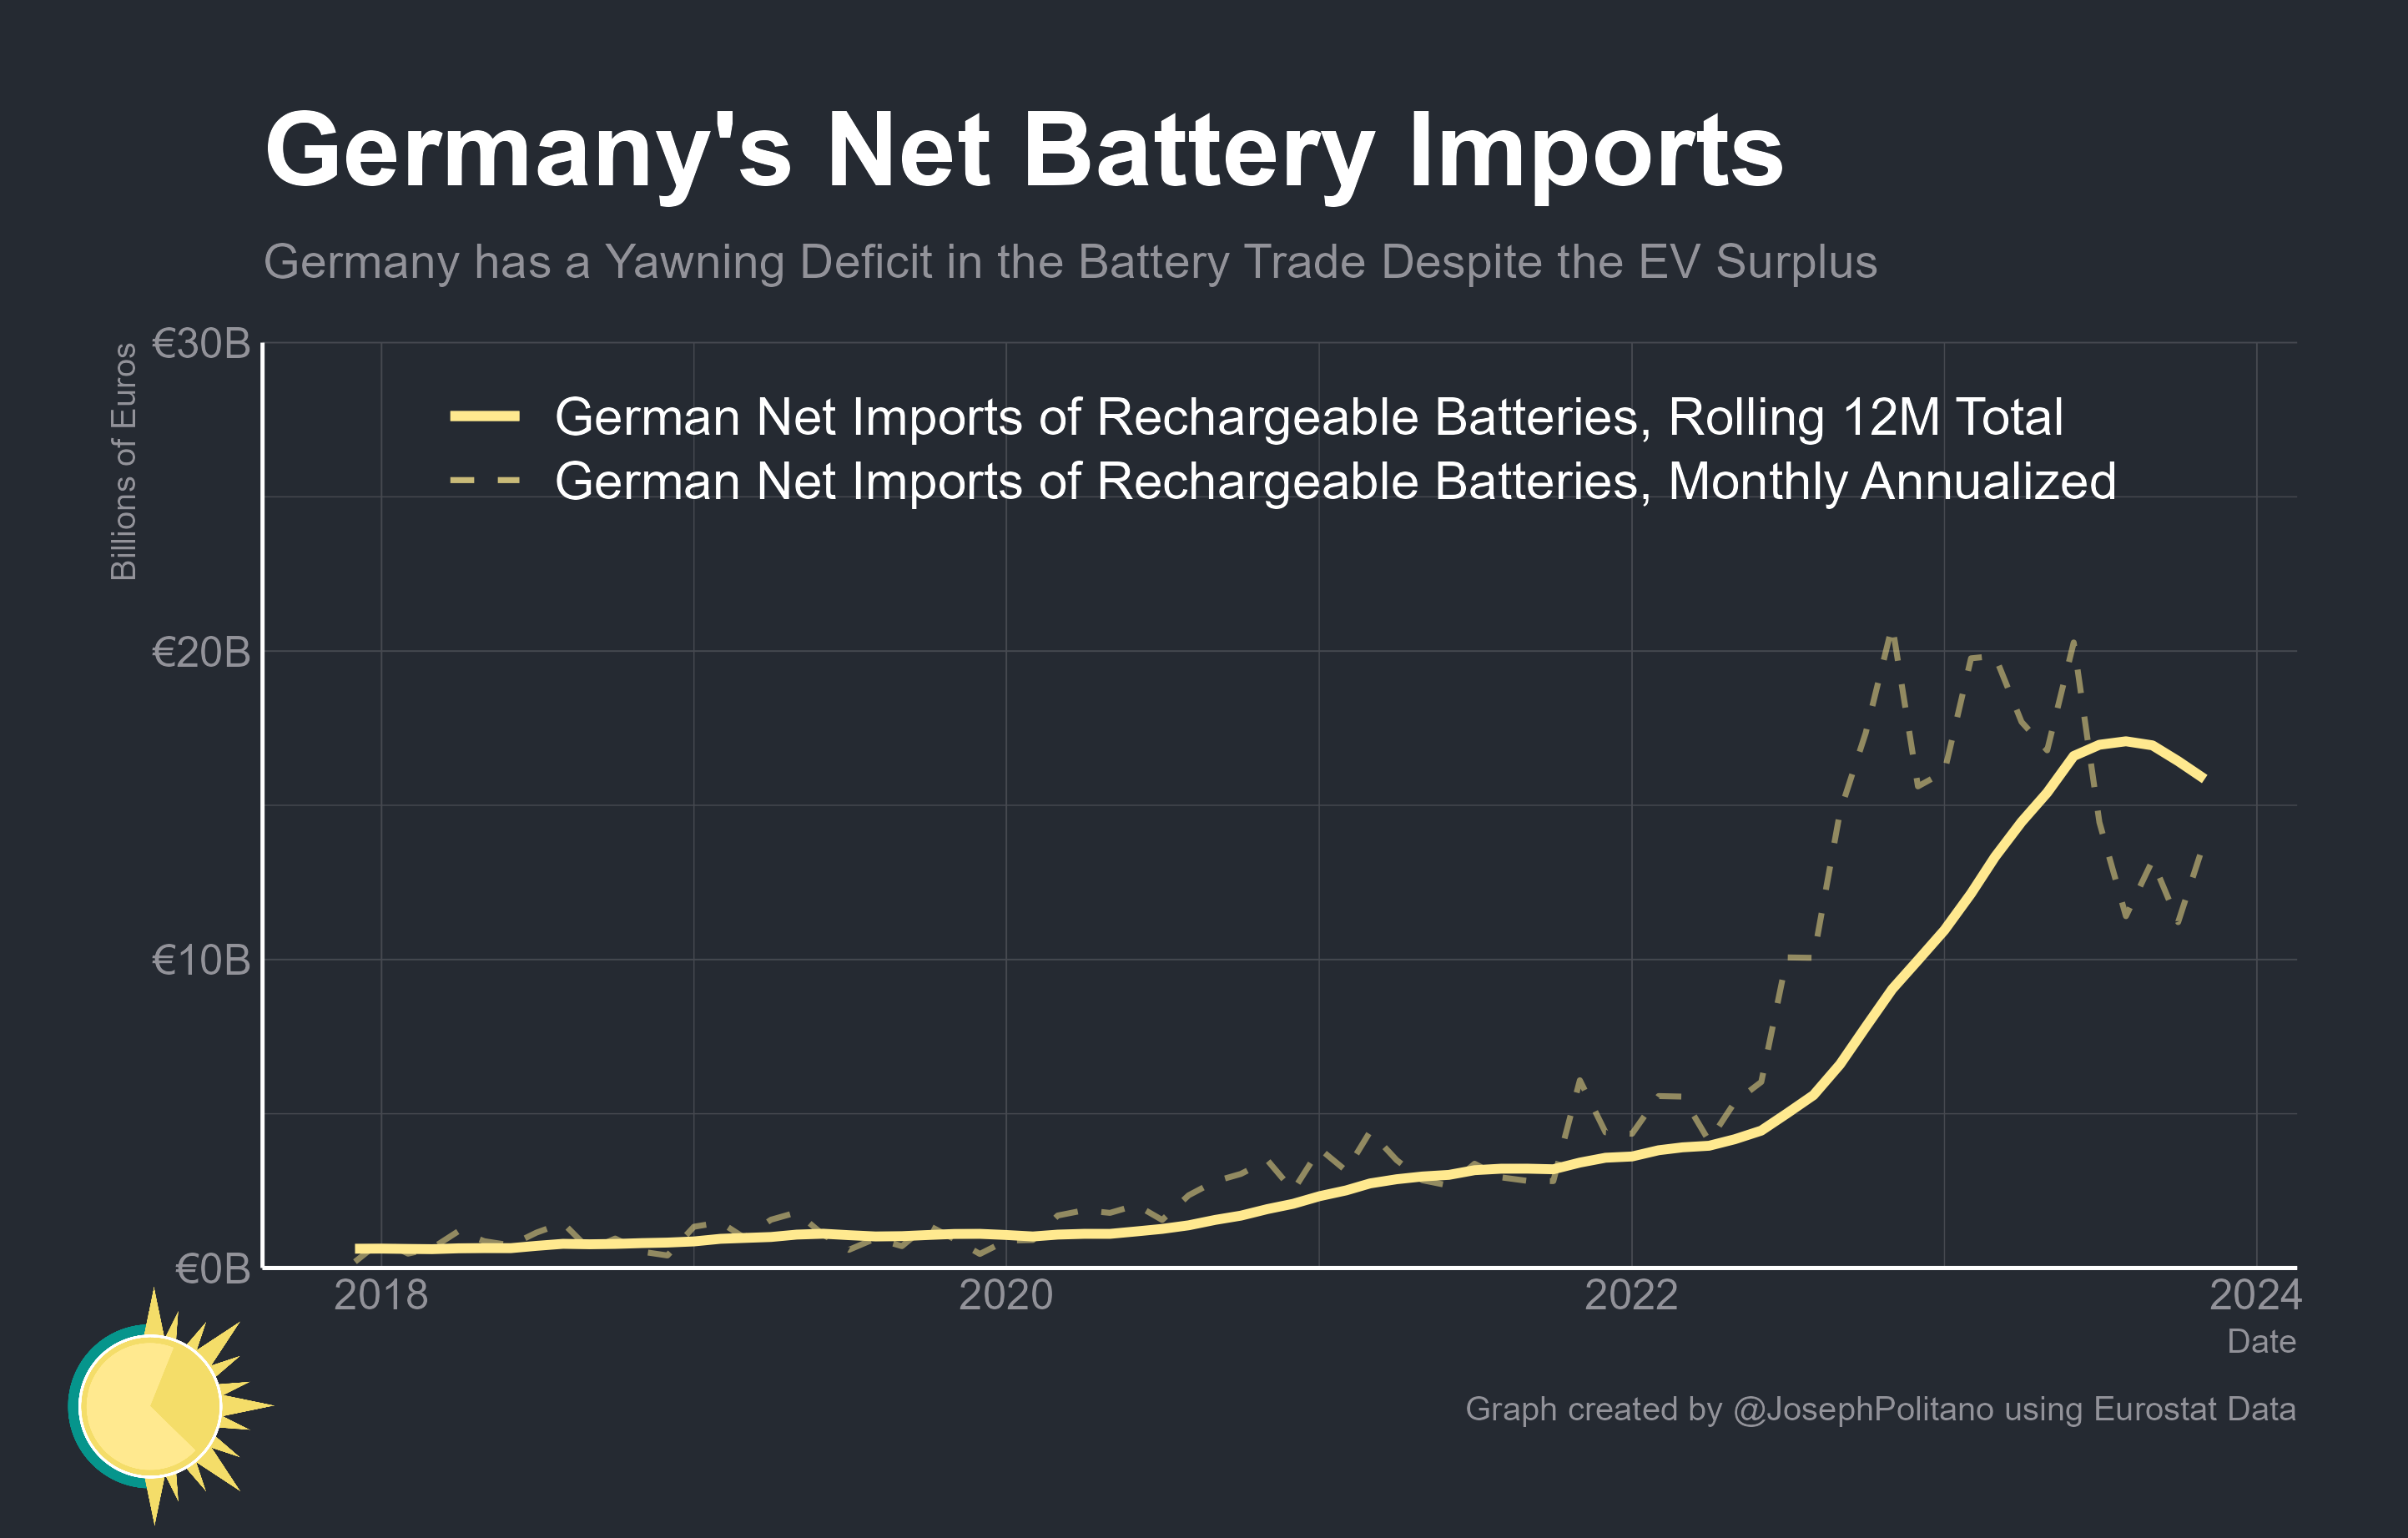 Germany's Net Battery Imports
Germany has a Yawning Deficit in the Battery Trade Despite the EV Surplus
Billions of Euros
€30B
€20B
€10B
€0B
German Net Imports of Rechargeable Batteries, Rolling 12M Total
German Net Imports of Rechargeable Batteries, Monthly Annualized
2018
2020
2022
2024
Date
Graph created by @JosephPolitano using Eurostat Data